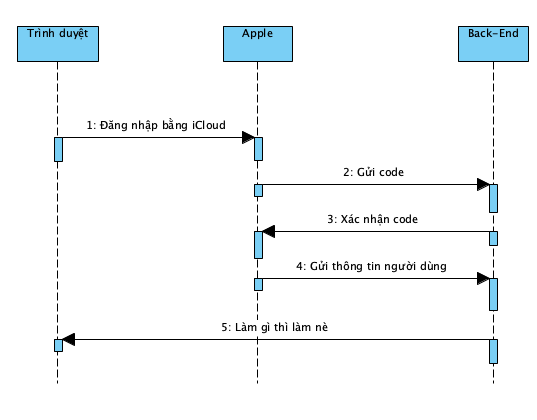 Trình duyệt
Apple
Back-End
1: Đăng nhập bằng iCloud
2: Gửi code
3: Xác nhận code
4: Gửi thông tin người dùng
5: Làm gì thì làm nè